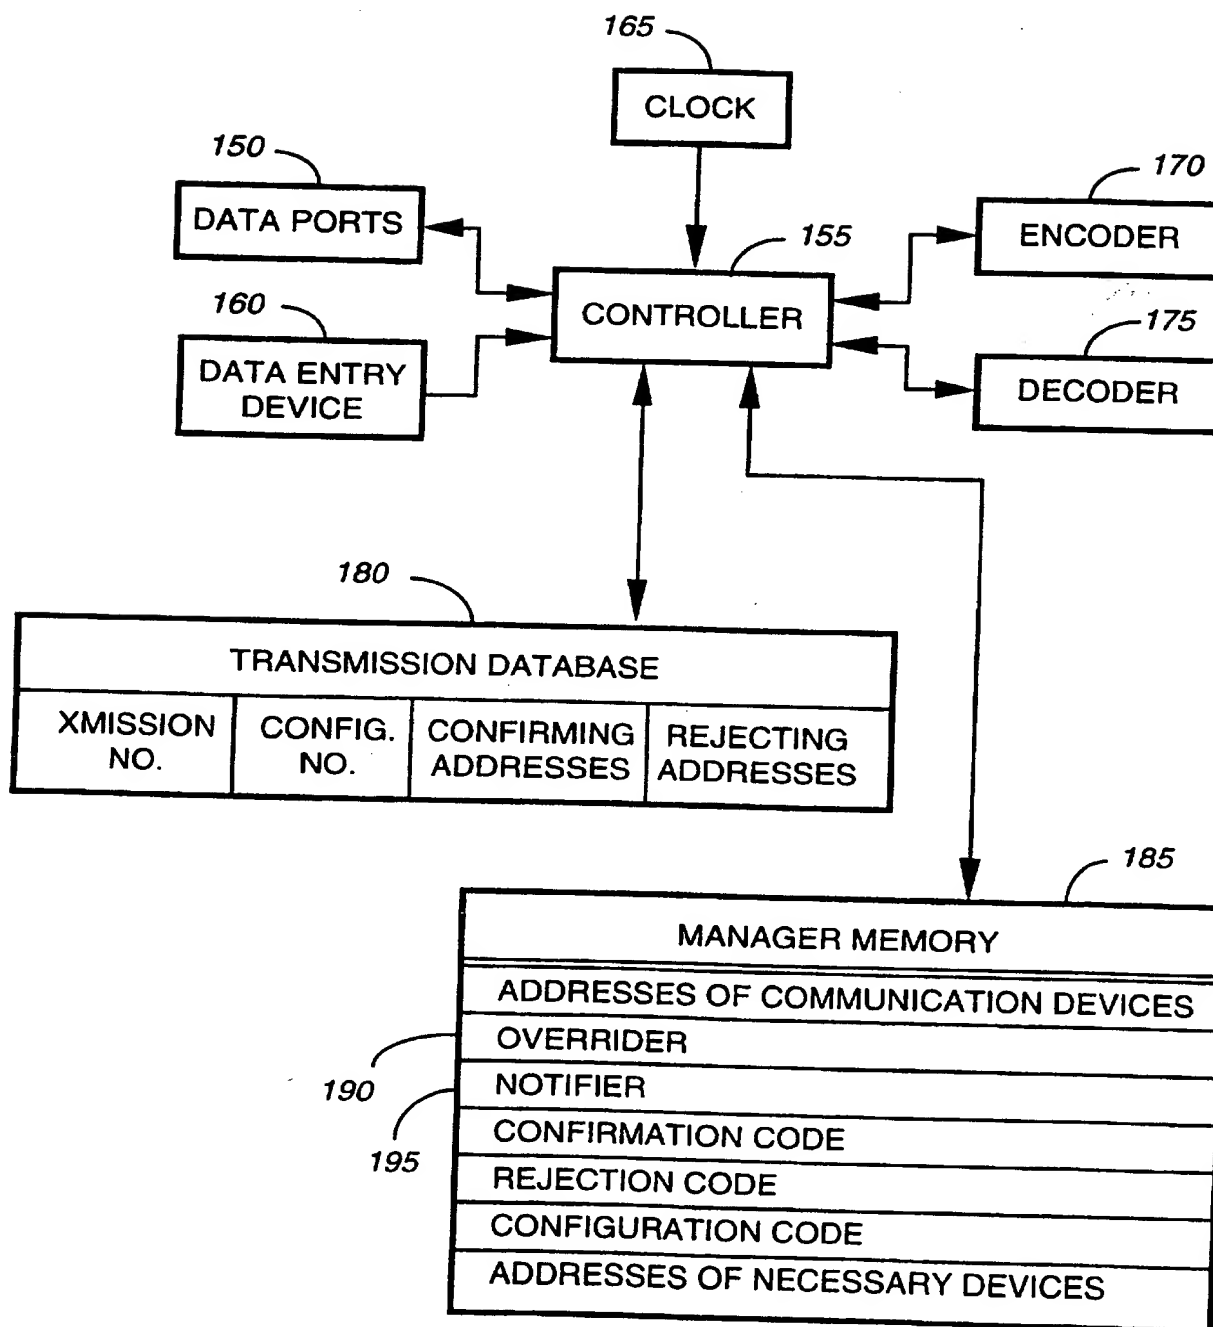 165
CLOCK
150
DATA PORTS
170
ENCODER
155
CONTROLLER
160
DATA ENTRY
DEVICE
175
DECODER
180
TRANSMISSION DATABASE
XMISSION
NO.
CONFIG.
NO.
CONFIRMING
ADDRESSES
REJECTING
ADDRESSES
185
MANAGER MEMORY
ADDRESSES OF COMMUNICATION DEVICES
OVERRIDER
190
NOTIFIER
195
CONFIRMATION CODE
REJECTION CODE
CONFIGURATION CODE
ADDRESSES OF NECESSARY DEVICES